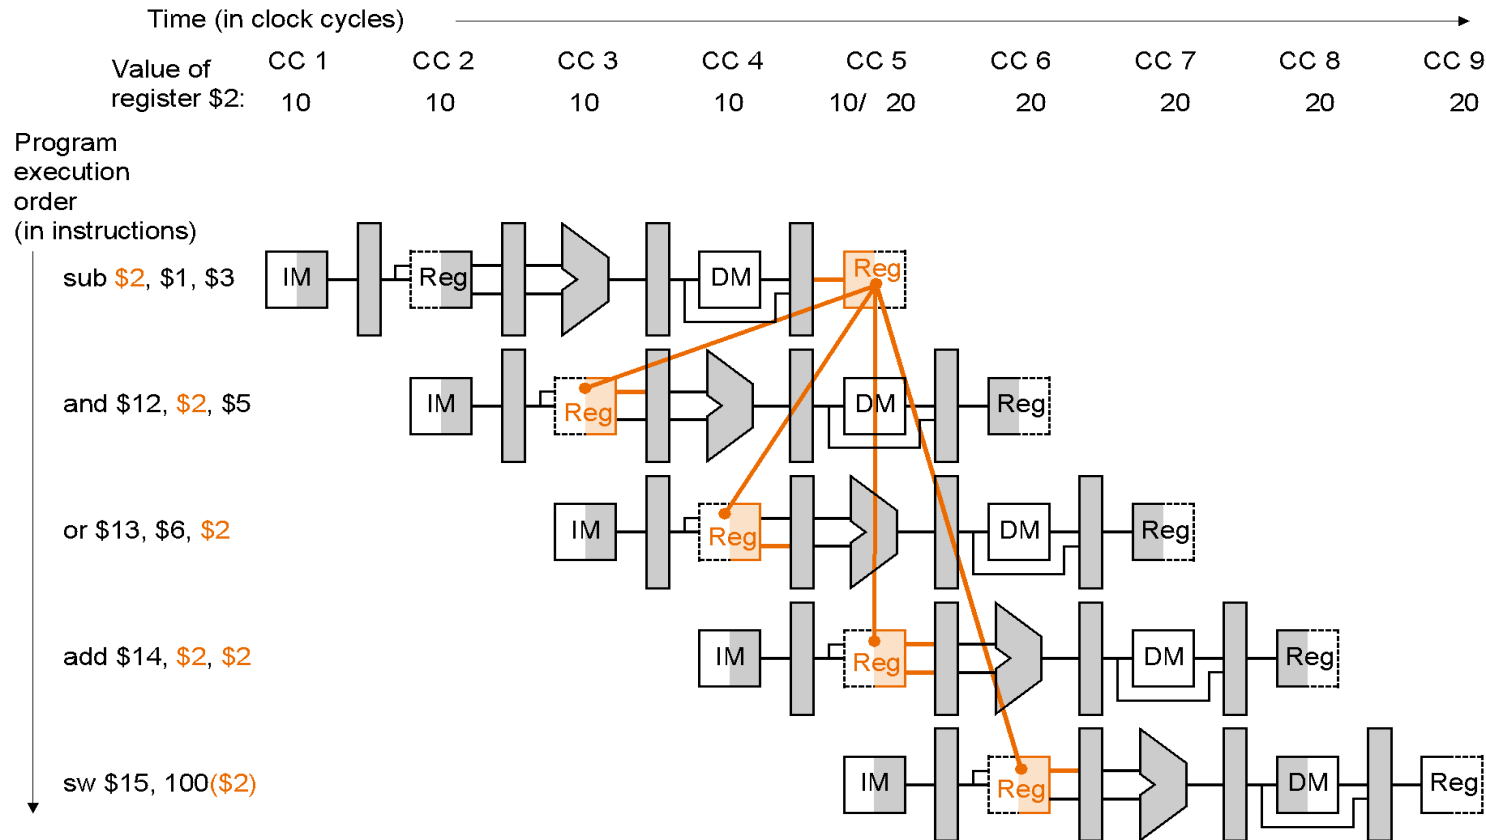 Time (in clock cycles)
CC 1 CC 2 CC 3 CC 4 CC 5 CC 6 CC 7 CC 8 CC 9
Value of
register $2:
10 10 10 10 10/ 20 20 20 20 20
Program
execution
order
(in instructions)
sub $2, $1, $3
IM Reg DM Reg
and $12, $2, $5
IM Reg DM Reg
or $13, $6, $2
IM Reg DM Reg
add $14, $2, $2
IM Reg DM Reg
sw $15, 100($2)
IM Reg DM Reg